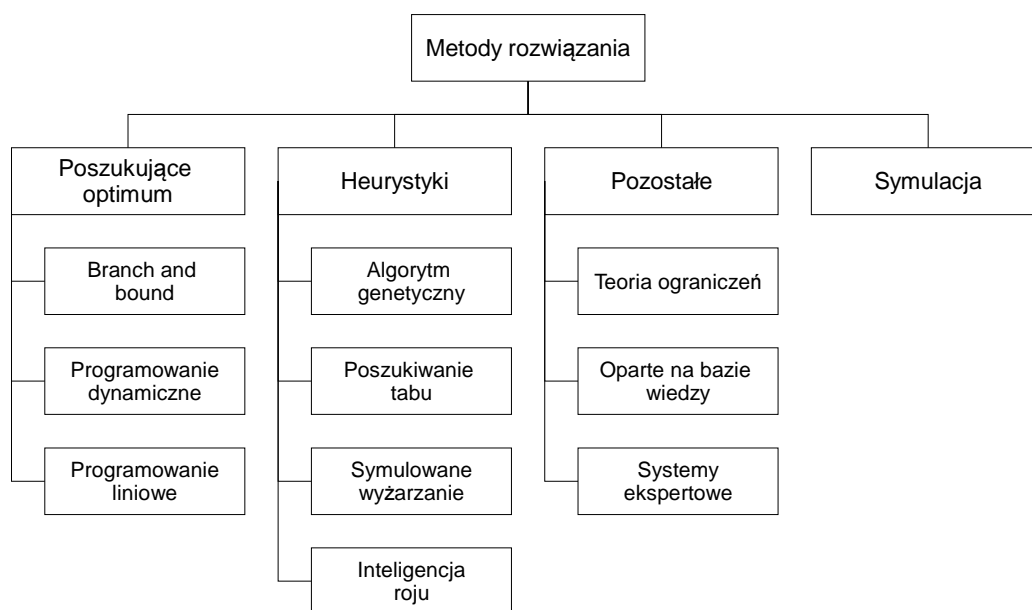 Metody rozwiązania
Poszukujące
optimum
Heurystyki
Pozostałe
Symulacja
Branch and
bound
Algorytm
genetyczny
Teoria ograniczeń
Programowanie
dynamiczne
Poszukiwanie
tabu
Oparte na bazie
wiedzy
Programowanie
liniowe
Symulowane
wyżarzanie
Systemy
ekspertowe
Inteligencja
roju